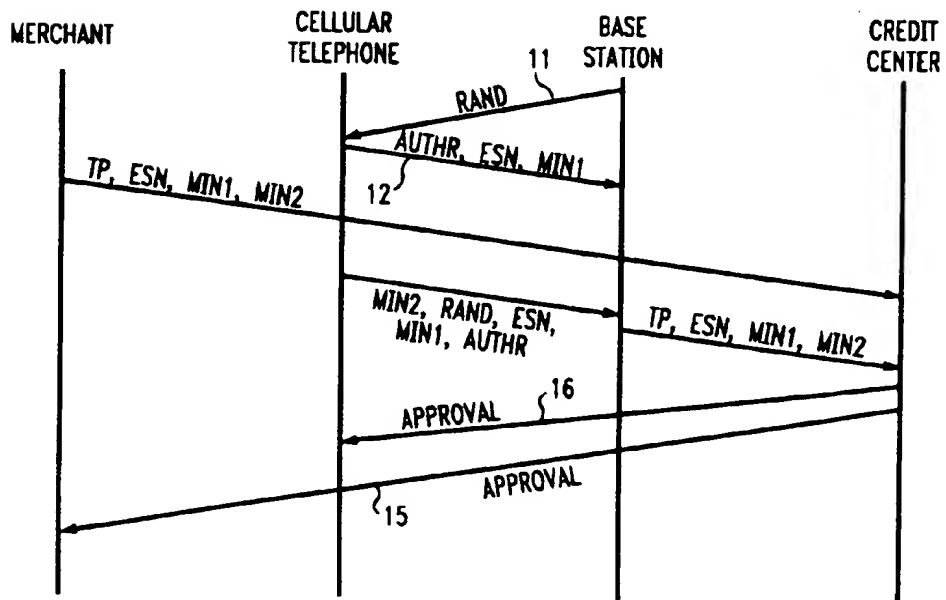 MERCHANT
CELLULAR
TELEPHONE
BASE
STATION
CREDIT
CENTER
11
RAND
AUTHR, ESN, MIN1
12
TP, ESN, MIN1, MIN2
MIN2, RAND, ESN,
MIN1, AUTHR
TP, ESN, MIN1, MIN2
16
APPROVAL
APPROVAL
15